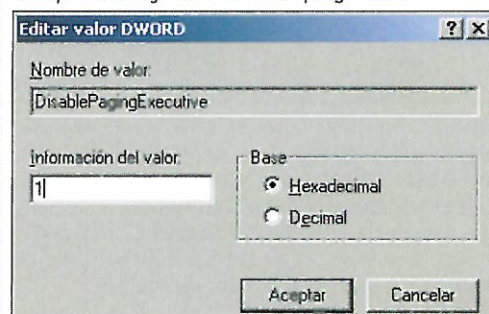 Editar valor DWORD
Nombre de valor:
DisablePagingExecutive
Información del valor:
1
Base
Hexadecimal
Decimal
Aceptar
Cancelar